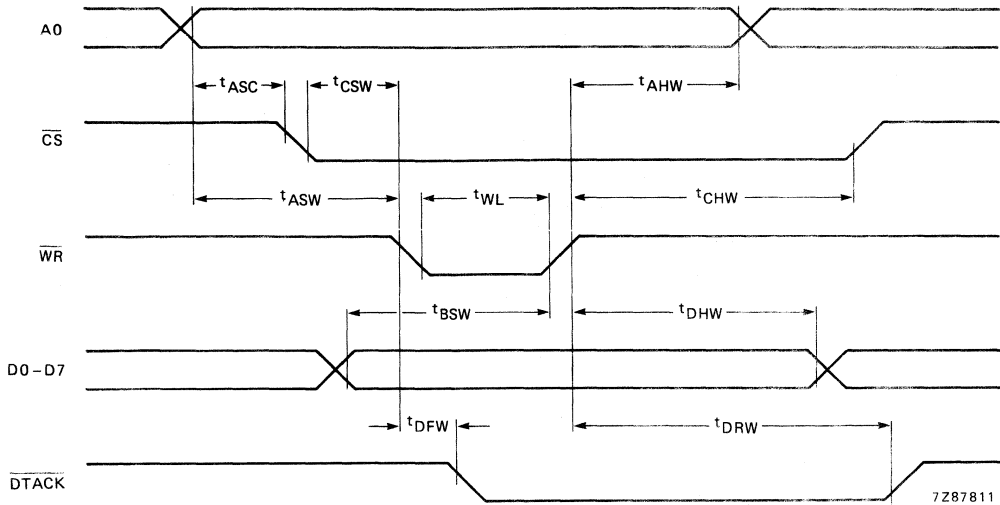 A0
tASC
tCSW
tAHW
CS
tASW
tWL
tCHW
WR
tBSW
tDHW
D0-D7
tDFW
tDRW
DTACK
7Z87811